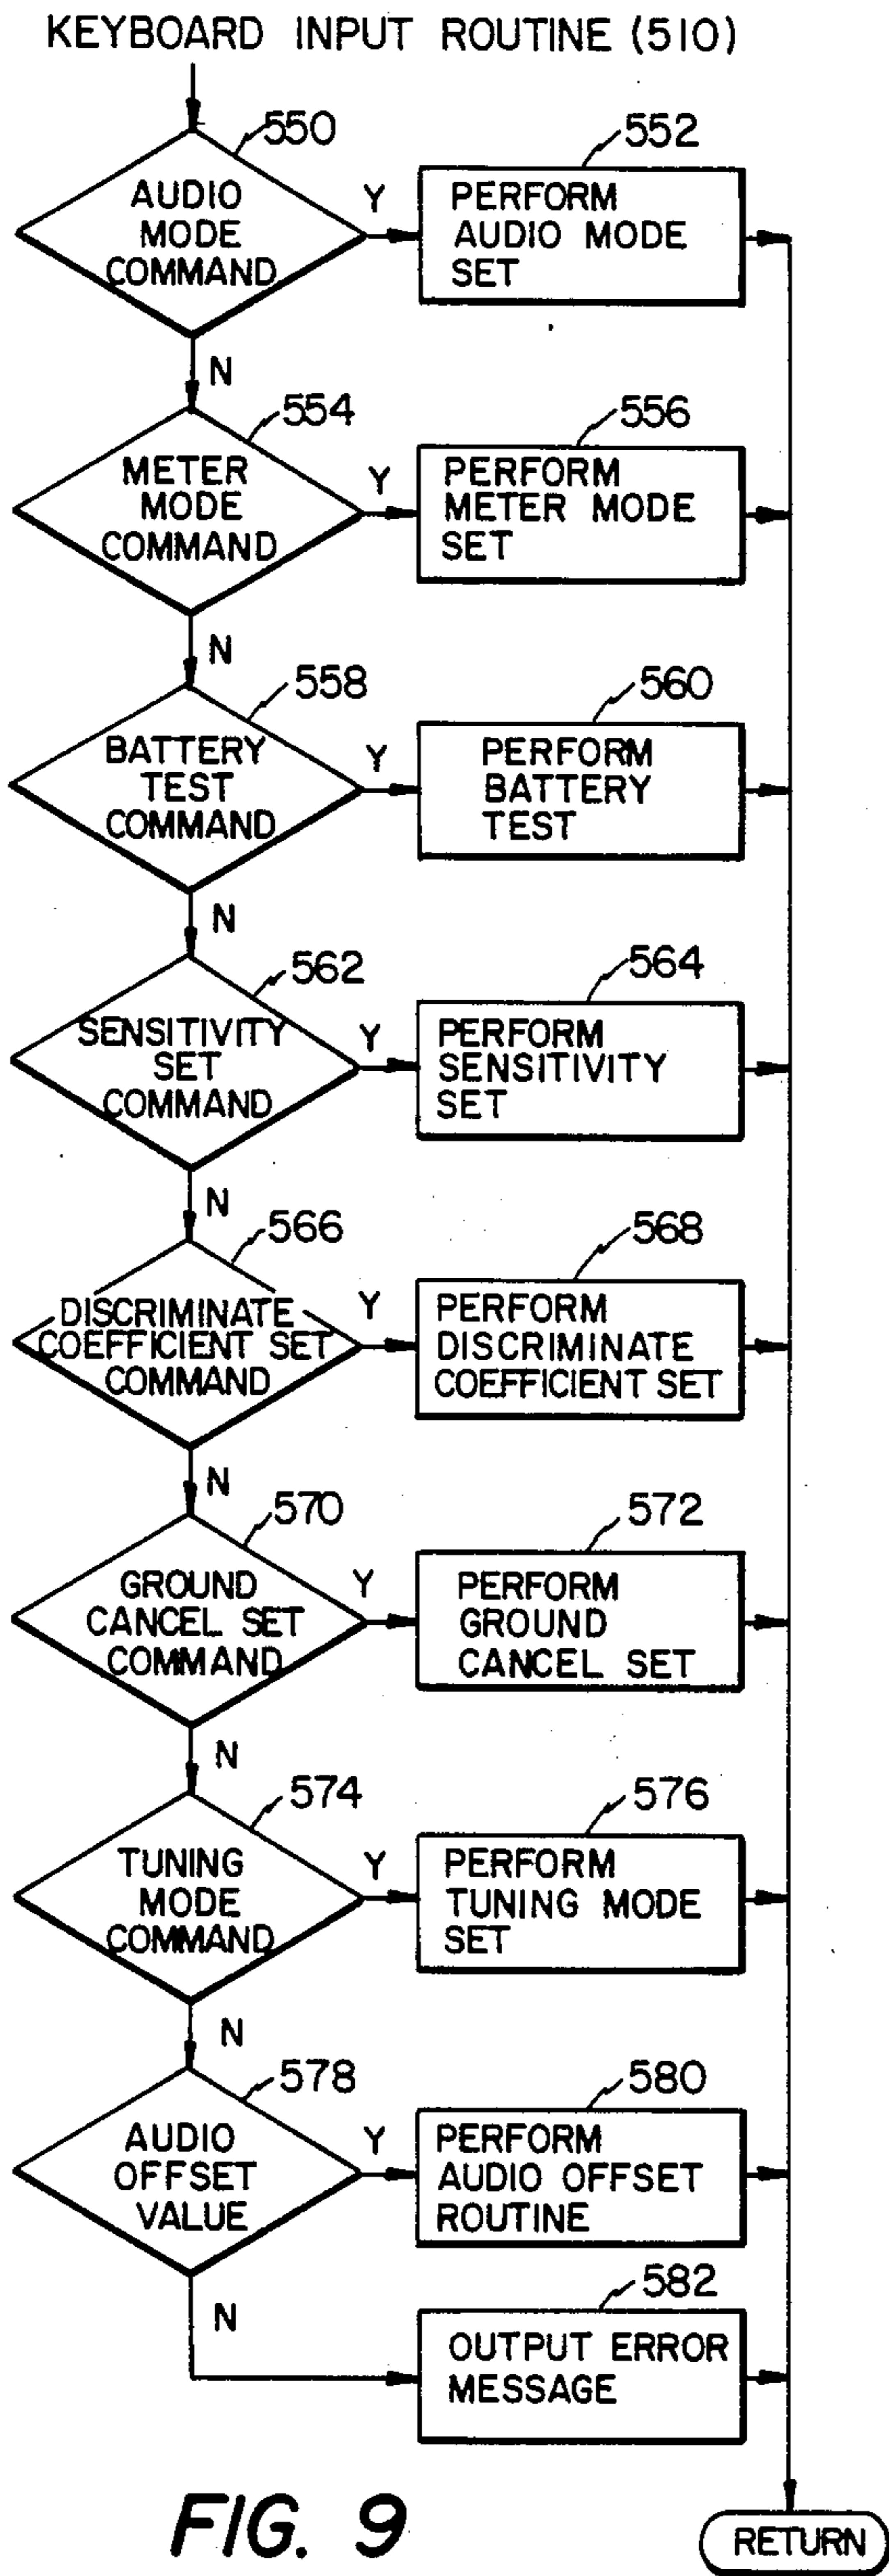 KEYBOARD INPUT ROUTINE (510)
550
AUDIO
MODE
COMMAND
Y
552
PERFORM
AUDIO MODE
SET
N
554
METER
MODE
COMMAND
Y
556
PERFORM
METER MODE
SET
N
558
BATTERY
TEST
COMMAND
Y
560
PERFORM
BATTERY
TEST
N
562
SENSITIVITY
SET
COMMAND
Y
564
PERFORM
SENSITIVITY
SET
N
566
DISCRIMINATE
COEFFICIENT SET
COMMAND
Y
568
PERFORM
DISCRIMINATE
COEFFICIENT SET
N
570
GROUND
CANCEL SET
COMMAND
Y
572
PERFORM
GROUND
CANCEL SET
N
574
TUNING
MODE
COMMAND
Y
576
PERFORM
TUNING MODE
SET
N
578
AUDIO
OFFSET
VALUE
Y
580
PERFORM
AUDIO OFFSET
ROUTINE
N
582
OUTPUT ERROR
MESSAGE
FIG. 9
RETURN